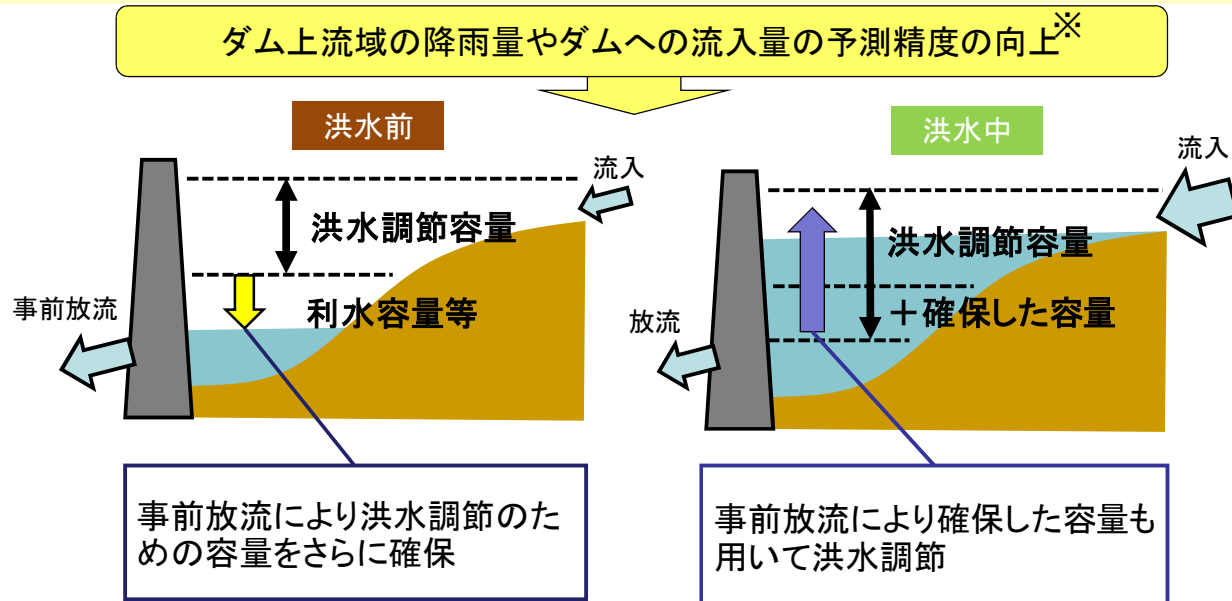 ダム上流域の降雨量やダムへの流入量の予測精度の向上※
洪水前
流入
洪水調節容量
利水容量等
事前放流
事前放流により洪水調節のた
めの容量をさらに確保
洪水中
流入
洪水調節容量
+確保した容量
放流
事前放流により確保した容量も
用いて洪水調節